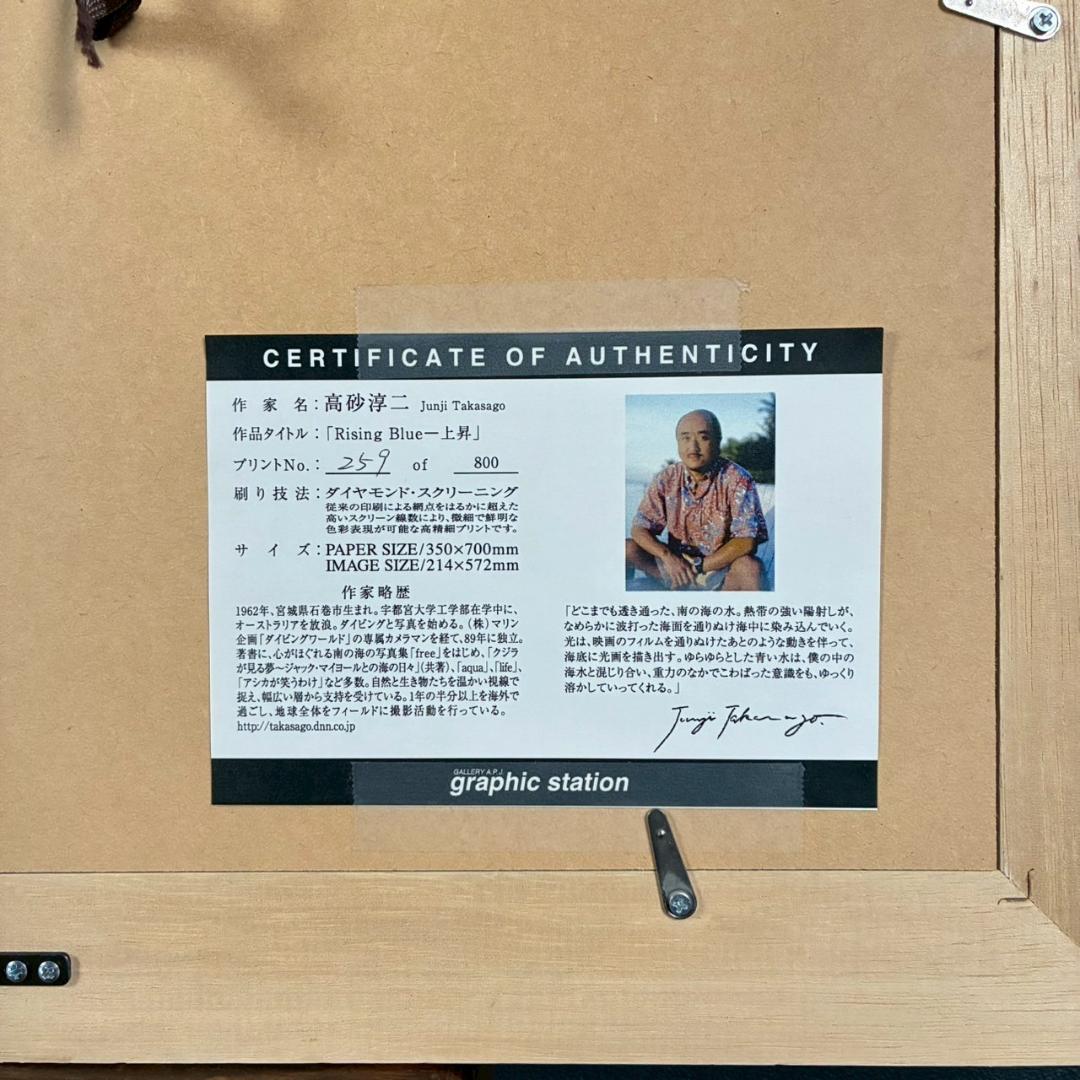 CERTIFICATE OF AUTHENTICITY
作家名：高砂淳二 Junji Takasago
作品タイトル：「Rising Blue—上昇」
プリントNo.：259 of 800
刷り技法：ダイヤモンド・スクリーニング
従来の印刷による網点をはるかに超えた
高いスクリーン線数により、微細で鮮明な
色彩表現が可能な高精細プリントです。
サイズ：PAPER SIZE/350×700mm
IMAGE SIZE/214×572mm
作家略歴
1962年、宮城県石巻市生まれ。宇都宮大学工学部在学中に、
オーストラリアを放浪。ダイビングと写真を始める。（株）マリン
企画「ダイビングワールド」の専属カメラマンを経て、89年に独立。
著書に、心がほぐれる南の海の写真集「free」をはじめ、「クジラ
が見る夢〜ジャック・マイヨールとの海の日々」（共著）、「aqua」、「life」、
「アシカが笑うわけ」など多数。自然と生き物たちを温かい視線で
捉え、幅広い層から支持を受けている。1年の半分以上を海外で
過ごし、地球全体をフィールドに撮影活動を行っている。
http://takasago.dnn.co.jp
「どこまでも透き通った、南の海の水。熱帯の強い陽射しが、
なめらかに波打った海面を通りぬけ海中に染み込んでいく。
光は、映画のフィルムを通りぬけたあとのような動きを伴って、
海底に光画を描き出す。ゆらゆらとした青い水は、僕の中の
海水と混じり合い、重力のなかでこわばった意識をも、ゆっくり
溶かしていってくれる。」
Junji Takasago
GALLERY A.P.J.
graphic station